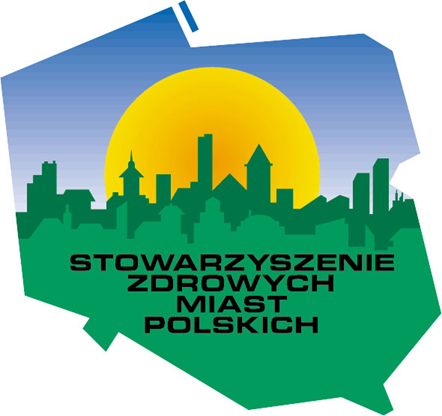 STOWARZYSZENIE
ZDROWYCH
MIAST
POLSKICH